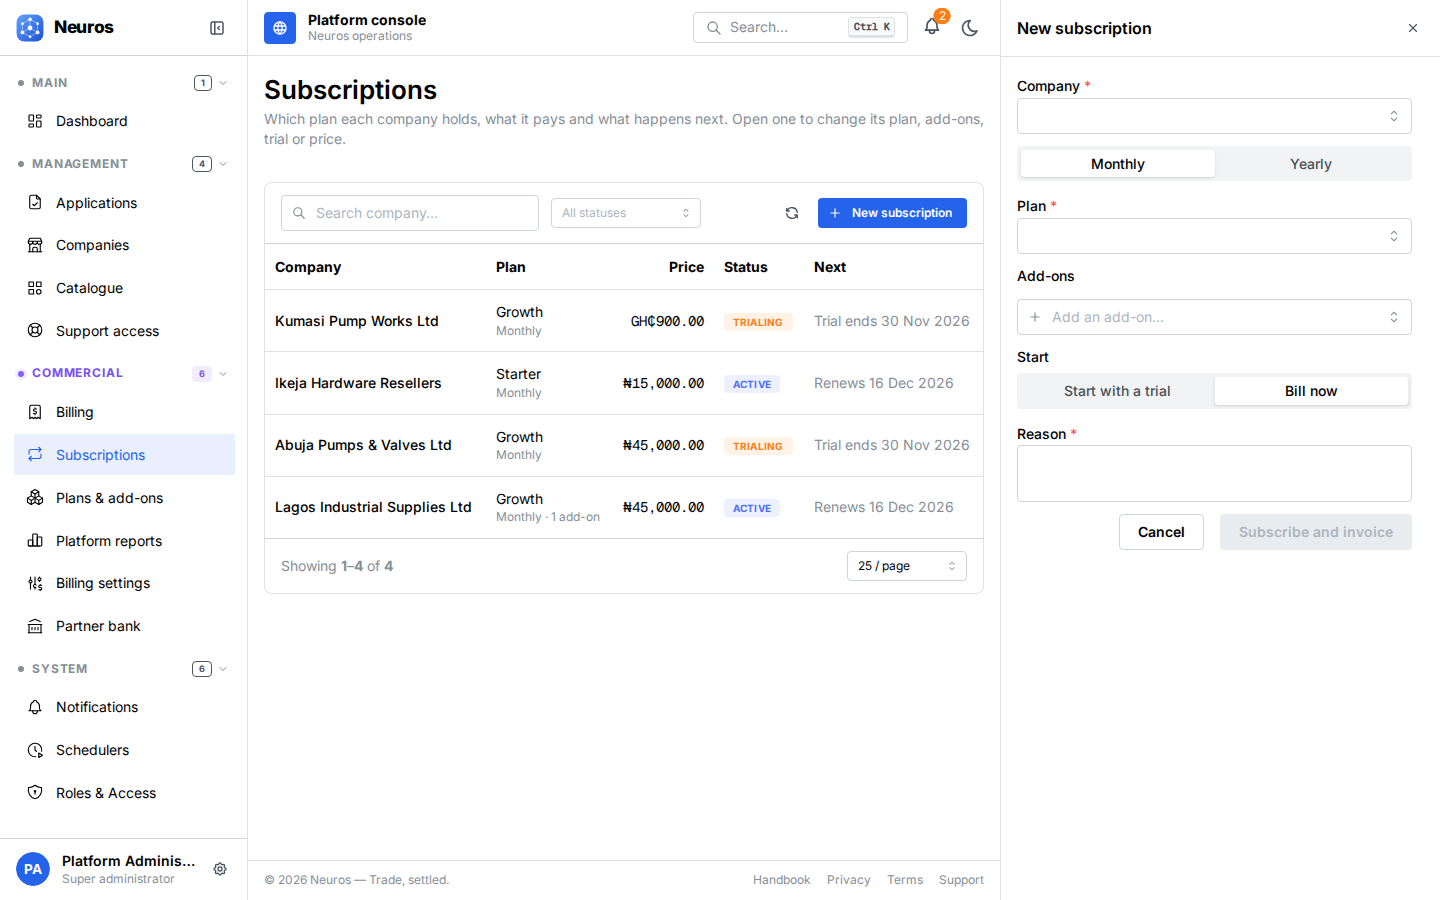 Neuros
MAIN
1
Dashboard
MANAGEMENT
4
Applications
Companies
Catalogue
Support access
COMMERCIAL
6
Billing
Subscriptions
Plans & add-ons
Platform reports
Billing settings
Partner bank
SYSTEM
6
Notifications
Schedulers
Roles & Access
PA
Platform Adminis...
Super administrator
Platform console
Neuros operations
Search...
Ctrl K
2
Subscriptions
Which plan each company holds, what it pays and what happens next. Open one to change its plan, add-ons,
trial or price.
Search company...
All statuses
New subscription
Company Plan Price Status Next
Kumasi Pump Works Ltd Growth GH₵900.00 TRIALING Trial ends 30 Nov 2026
Monthly
Ikeja Hardware Resellers Starter ₦15,000.00 ACTIVE Renews 16 Dec 2026
Monthly
Abuja Pumps & Valves Ltd Growth ₦45,000.00 TRIALING Trial ends 30 Nov 2026
Monthly
Lagos Industrial Supplies Ltd Growth ₦45,000.00 ACTIVE Renews 16 Dec 2026
Monthly · 1 add-on
Showing 1–4 of 4
25 / page
© 2026 Neuros — Trade, settled.
Handbook Privacy Terms Support
New subscription
Company *
Monthly Yearly
Plan *
Add-ons
Add an add-on...
Start
Start with a trial Bill now
Reason *
Cancel Subscribe and invoice